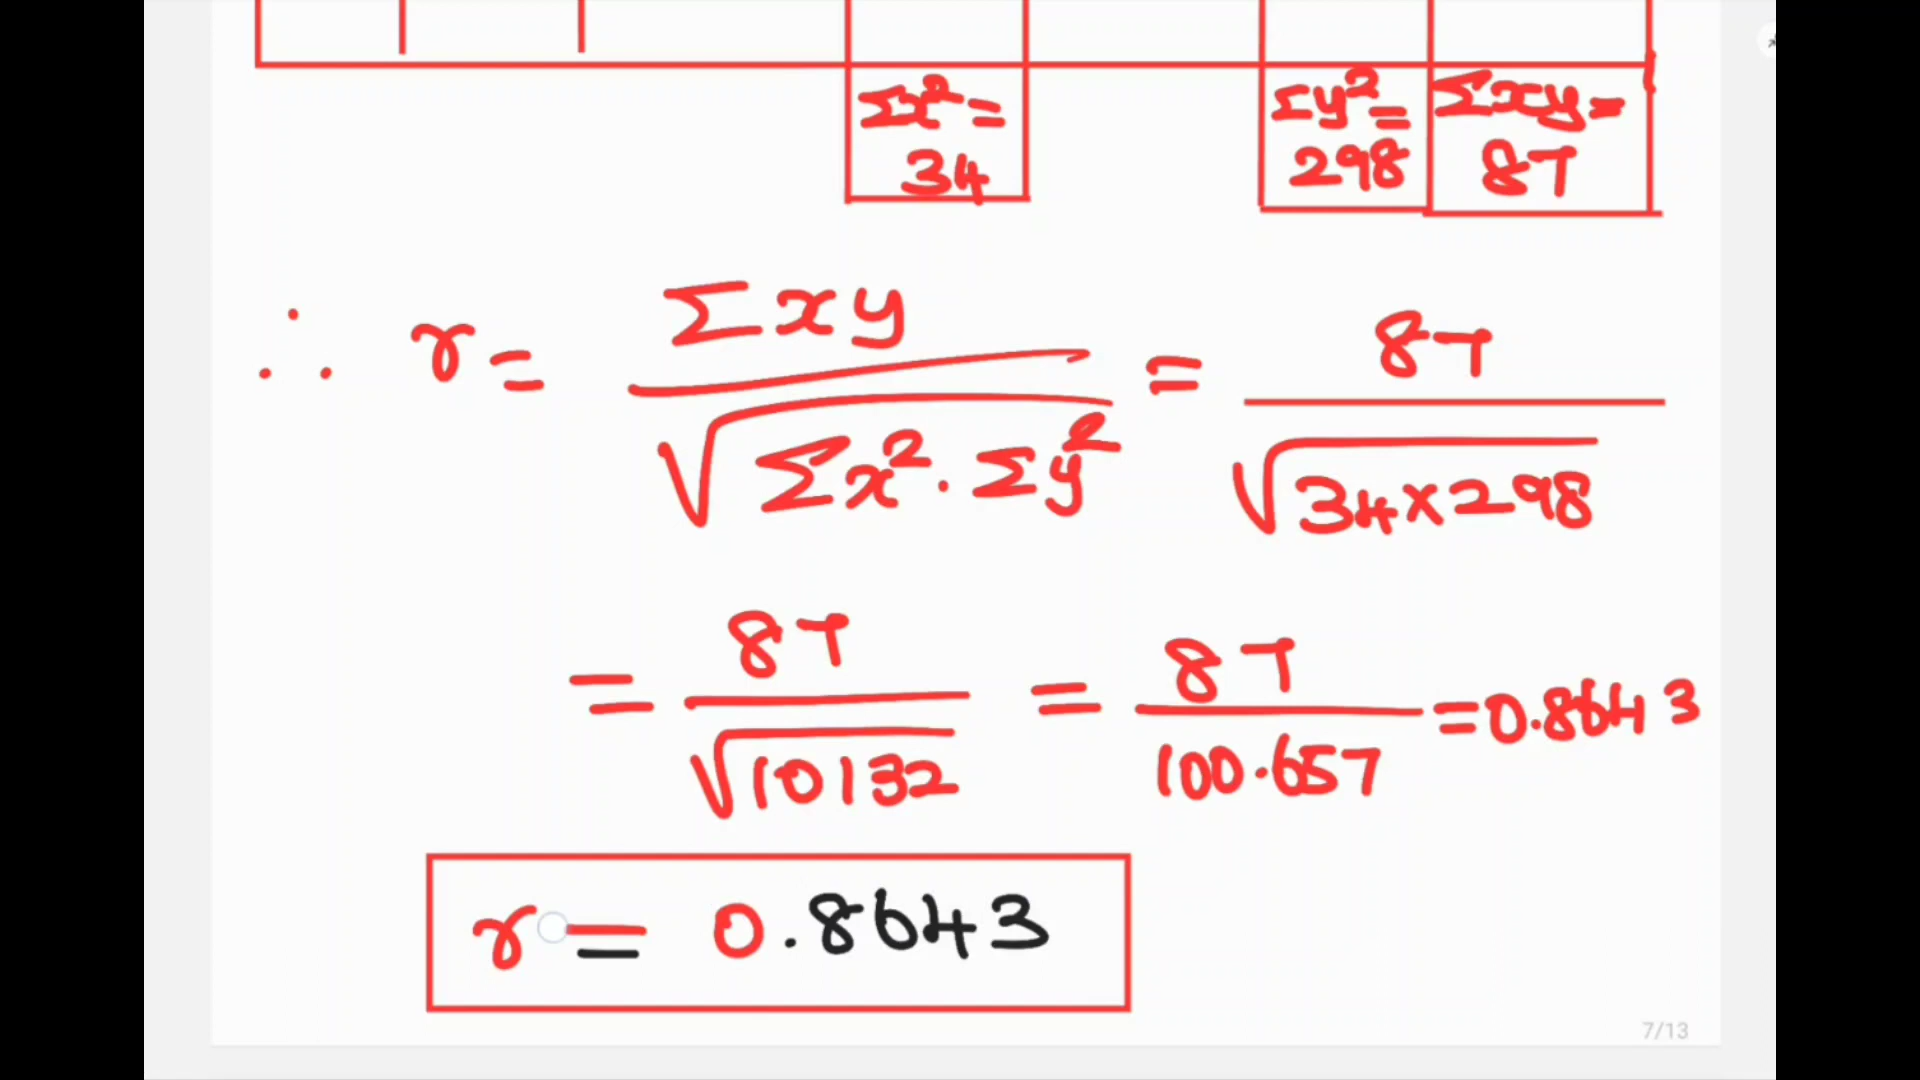 Σx²= Σy²= Σxy=
34 298 87
∴ r = Σxy / √Σx².Σy² = 87 / √34×298
= 87 / √10132 = 87 / 100.657 = 0.8643
r = 0.8643
7/13